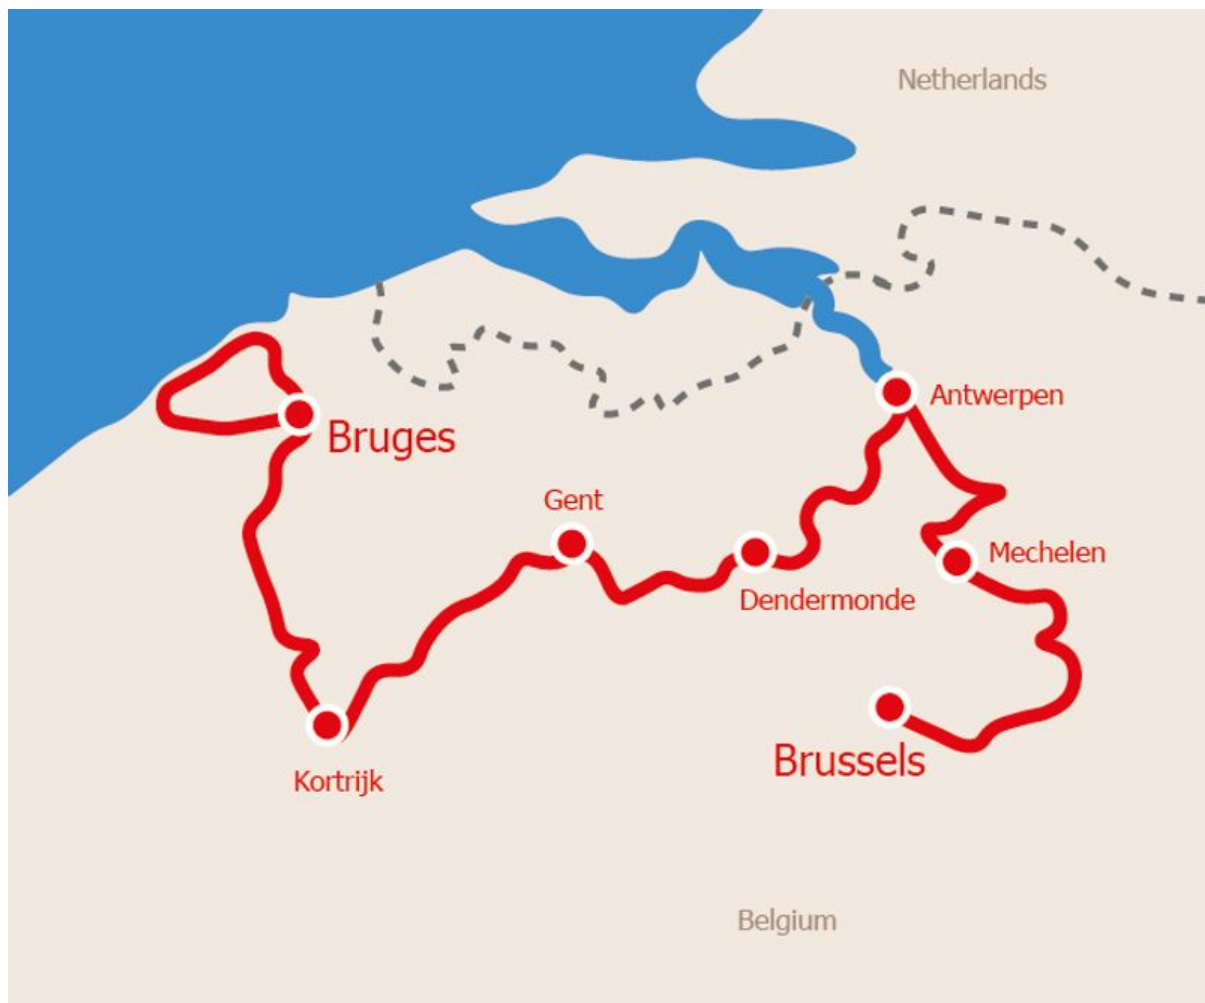 Netherlands
Antwerpen
Bruges
Gent
Mechelen
Dendermonde
Brussels
Kortrijk
Belgium